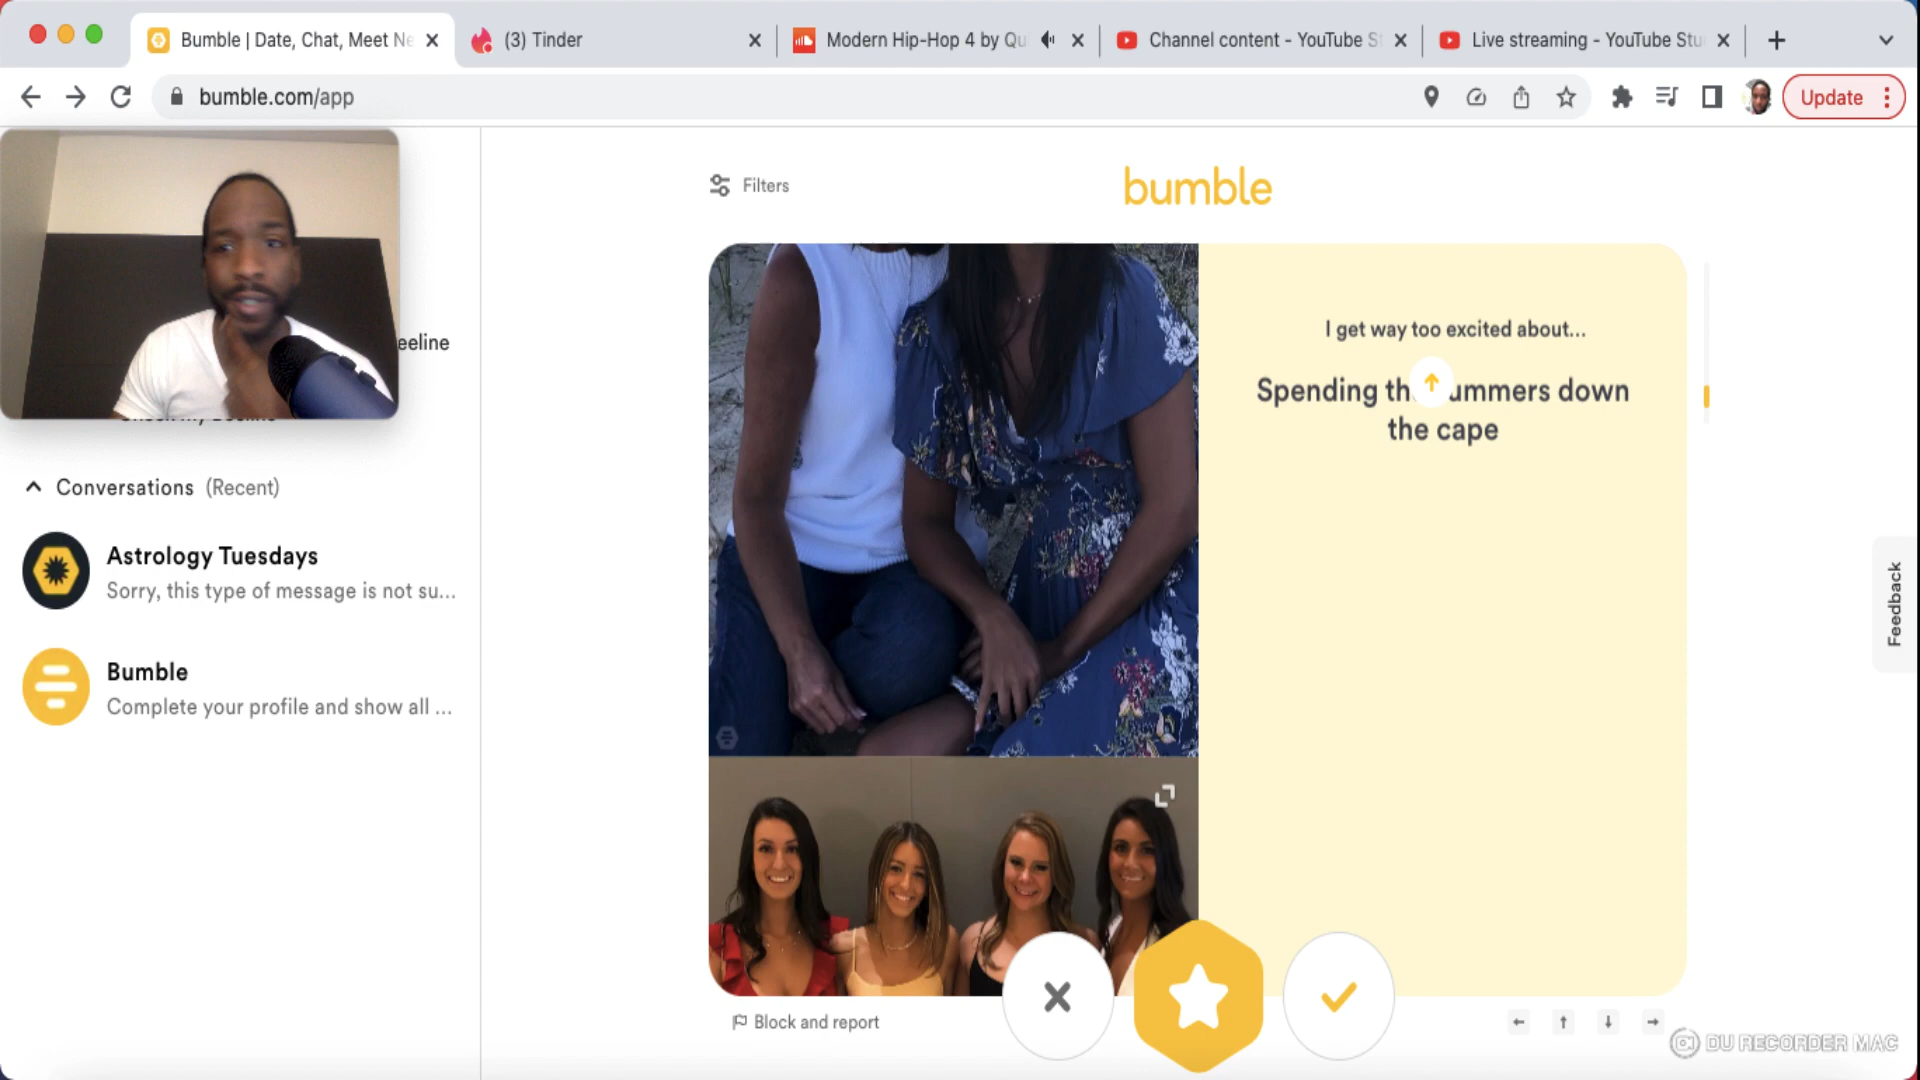 Bumble | Date, Chat, Meet Ne
(3) Tinder
Modern Hip-Hop 4 by Qu
Channel content - YouTube S
Live streaming - YouTube Stu
bumble.com/app
Update
Filters
bumble
eeline
I get way too excited about...
Spending th ummers down
the cape
Conversations (Recent)
Astrology Tuesdays
Sorry, this type of message is not su...
Bumble
Complete your profile and show all ...
Feedback
Block and report
DU RECORDER MAC